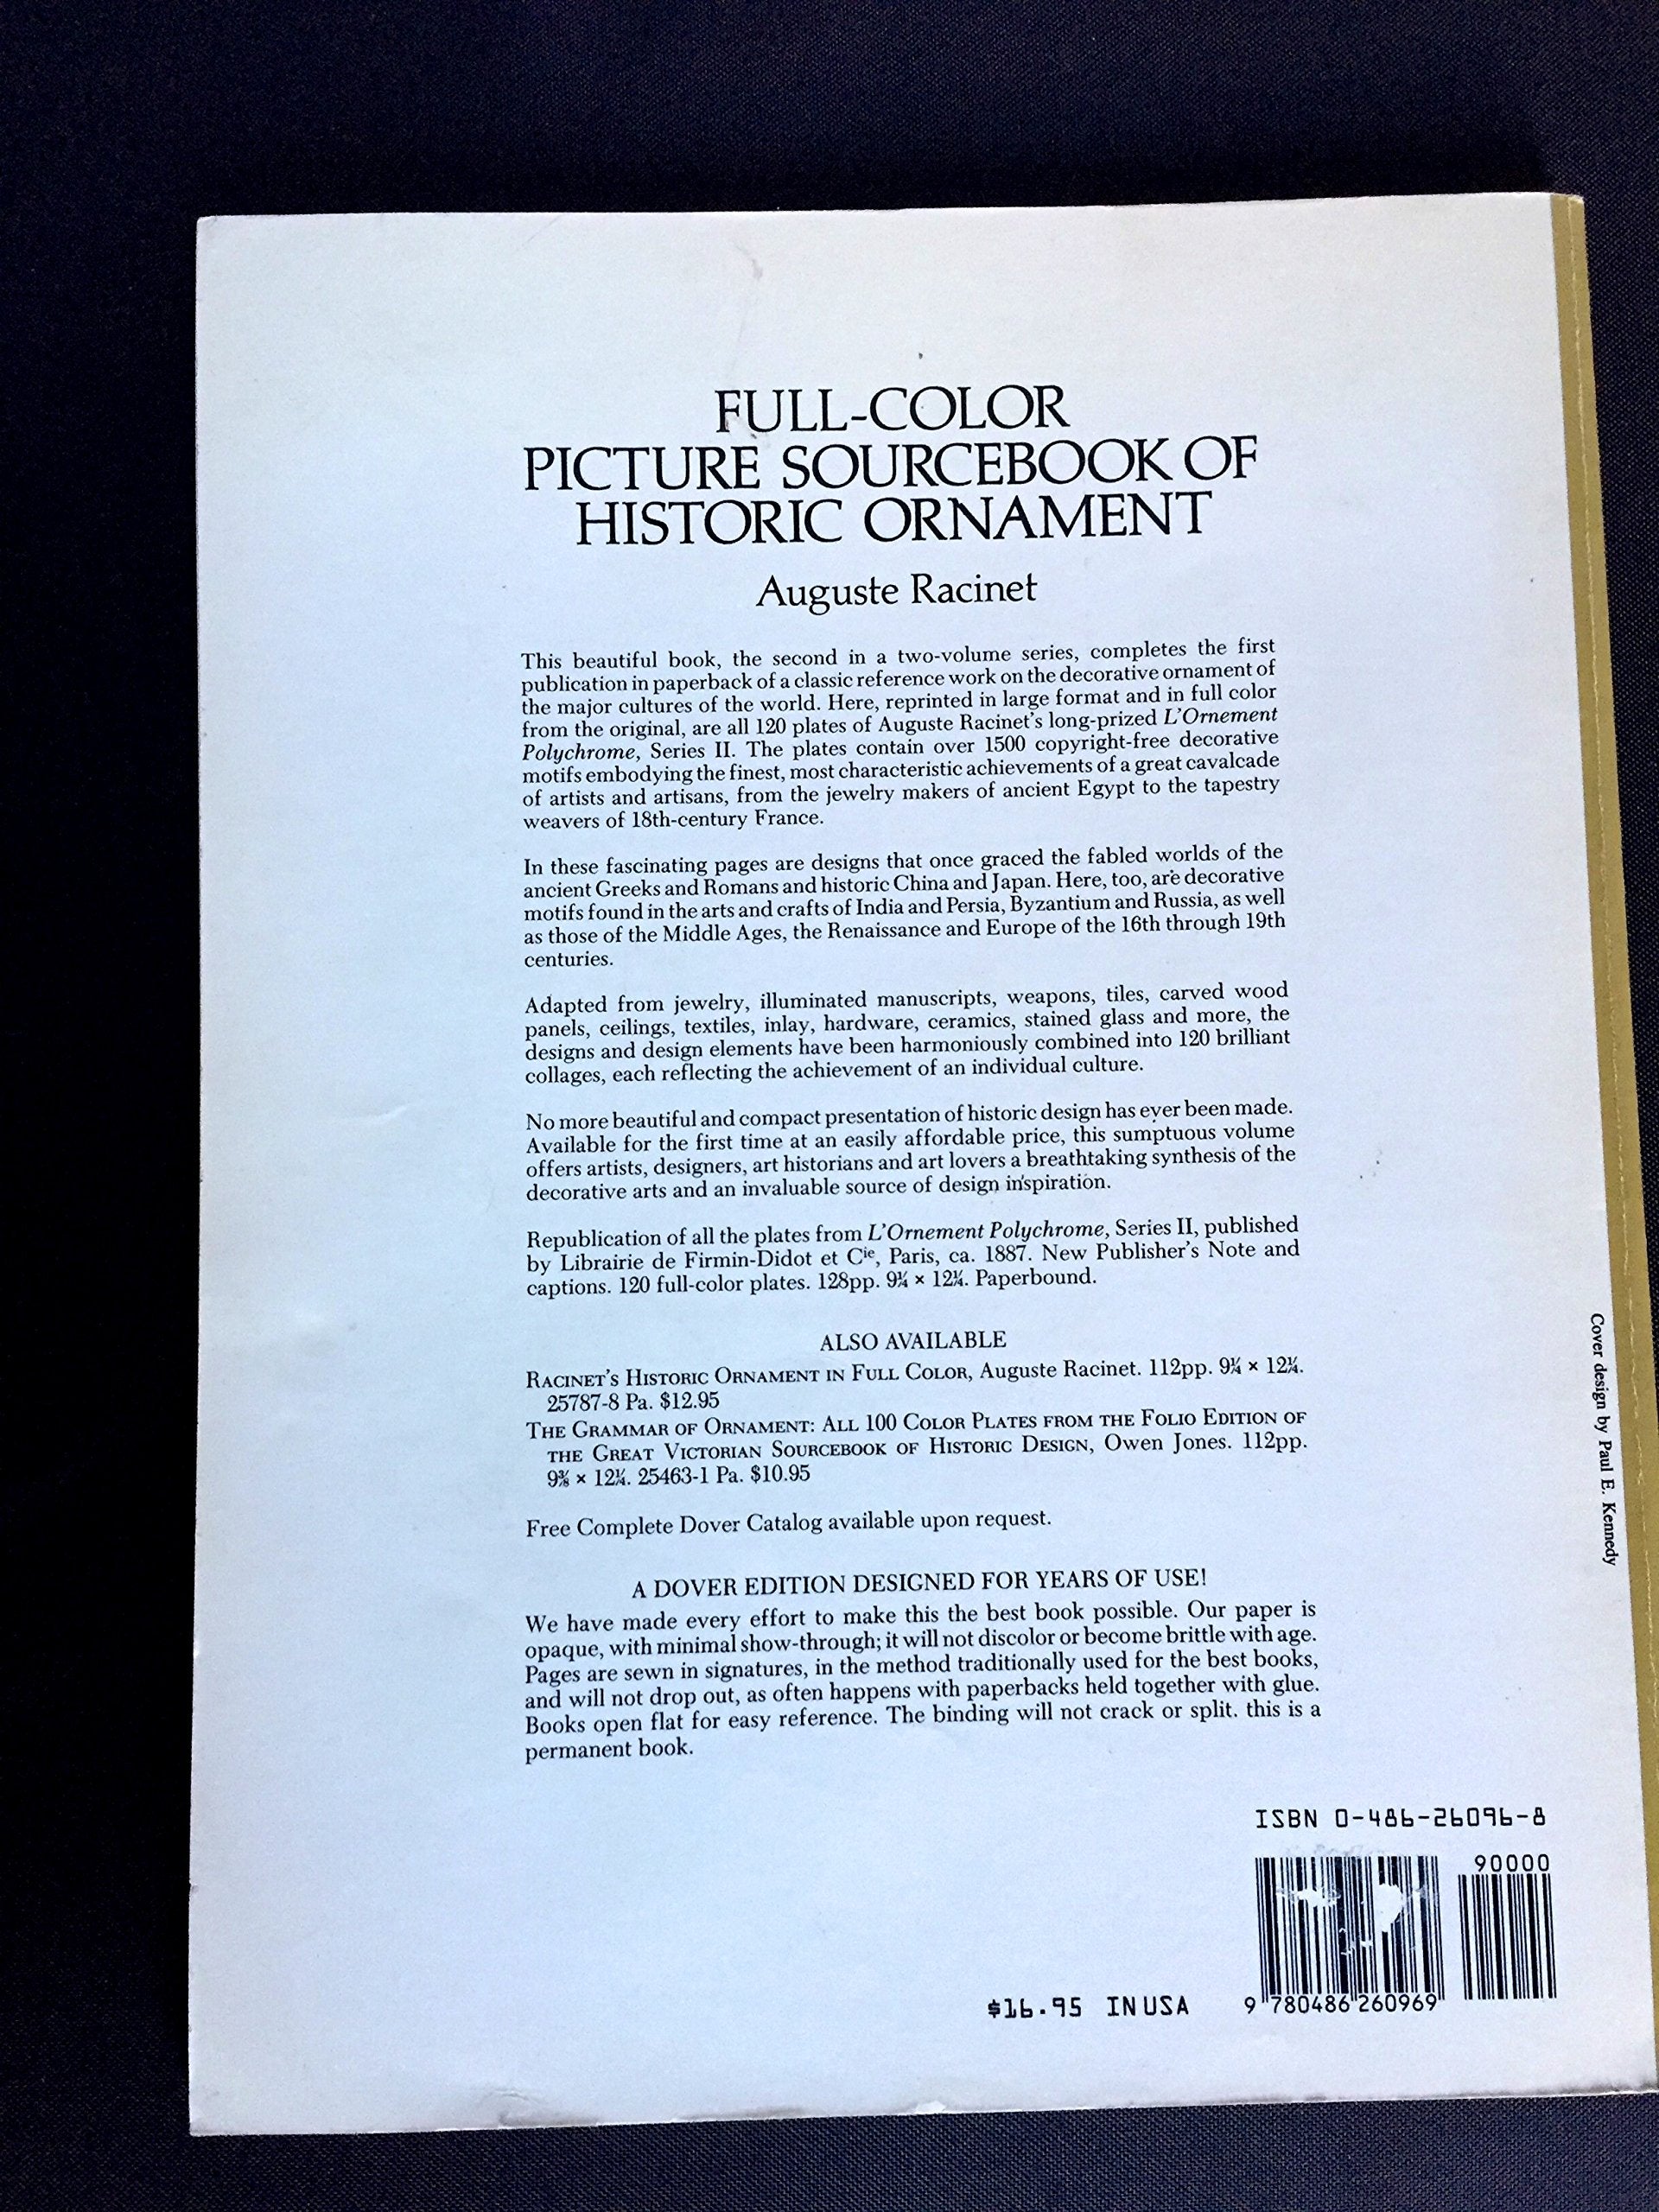 FULL-COLOR
PICTURE SOURCEBOOK OF
HISTORIC ORNAMENT
Auguste Racinet
This beautiful book, the second in a two-volume series, completes the first
publication in paperback of a classic reference work on the decorative ornament of
the major cultures of the world. Here, reprinted in large format and in full color
from the original, are all 120 plates of Auguste Racinet's long-prized L'Ornement
Polychrome, Series II. The plates contain over 1500 copyright-free decorative
motifs embodying the finest, most characteristic achievements of a great cavalcade
of artists and artisans, from the jewelry makers of ancient Egypt to the tapestry
weavers of 18th-century France.
In these fascinating pages are designs that once graced the fabled worlds of the
ancient Greeks and Romans and historic China and Japan. Here, too, are decorative
motifs found in the arts and crafts of India and Persia, Byzantium and Russia, as well
as those of the Middle Ages, the Renaissance and Europe of the 16th through 19th
centuries.
Adapted from jewelry, illuminated manuscripts, weapons, tiles, carved wood
panels, ceilings, textiles, inlay, hardware, ceramics, stained glass and more, the
designs and design elements have been harmoniously combined into 120 brilliant
collages, each reflecting the achievement of an individual culture.
No more beautiful and compact presentation of historic design has ever been made.
Available for the first time at an easily affordable price, this sumptuous volume
offers artists, designers, art historians and art lovers a breathtaking synthesis of the
decorative arts and an invaluable source of design inspiration.
Republication of all the plates from L'Ornement Polychrome, Series II, published
by Librairie de Firmin-Didot et Cie, Paris, ca. 1887. New Publisher's Note and
captions. 120 full-color plates. 128pp. 9¼ × 12¼. Paperbound.
ALSO AVAILABLE
RACINET'S HISTORIC ORNAMENT IN FULL COLOR, Auguste Racinet. 112pp. 9¼ × 12¼.
25787-8 Pa. $12.95
THE GRAMMAR OF ORNAMENT: ALL 100 COLOR PLATES FROM THE FOLIO EDITION OF
THE GREAT VICTORIAN SOURCEBOOK OF HISTORIC DESIGN, Owen Jones. 112pp.
9⅜ × 12¼. 25463-1 Pa. $10.95
Free Complete Dover Catalog available upon request.
A DOVER EDITION DESIGNED FOR YEARS OF USE!
We have made every effort to make this the best book possible. Our paper is
opaque, with minimal show-through; it will not discolor or become brittle with age.
Pages are sewn in signatures, in the method traditionally used for the best books,
and will not drop out, as often happens with paperbacks held together with glue.
Books open flat for easy reference. The binding will not crack or split. this is a
permanent book.
Cover design by Paul E. Kennedy
ISBN 0-486-26096-8
90000
$16.95 IN USA
9 780486 260969